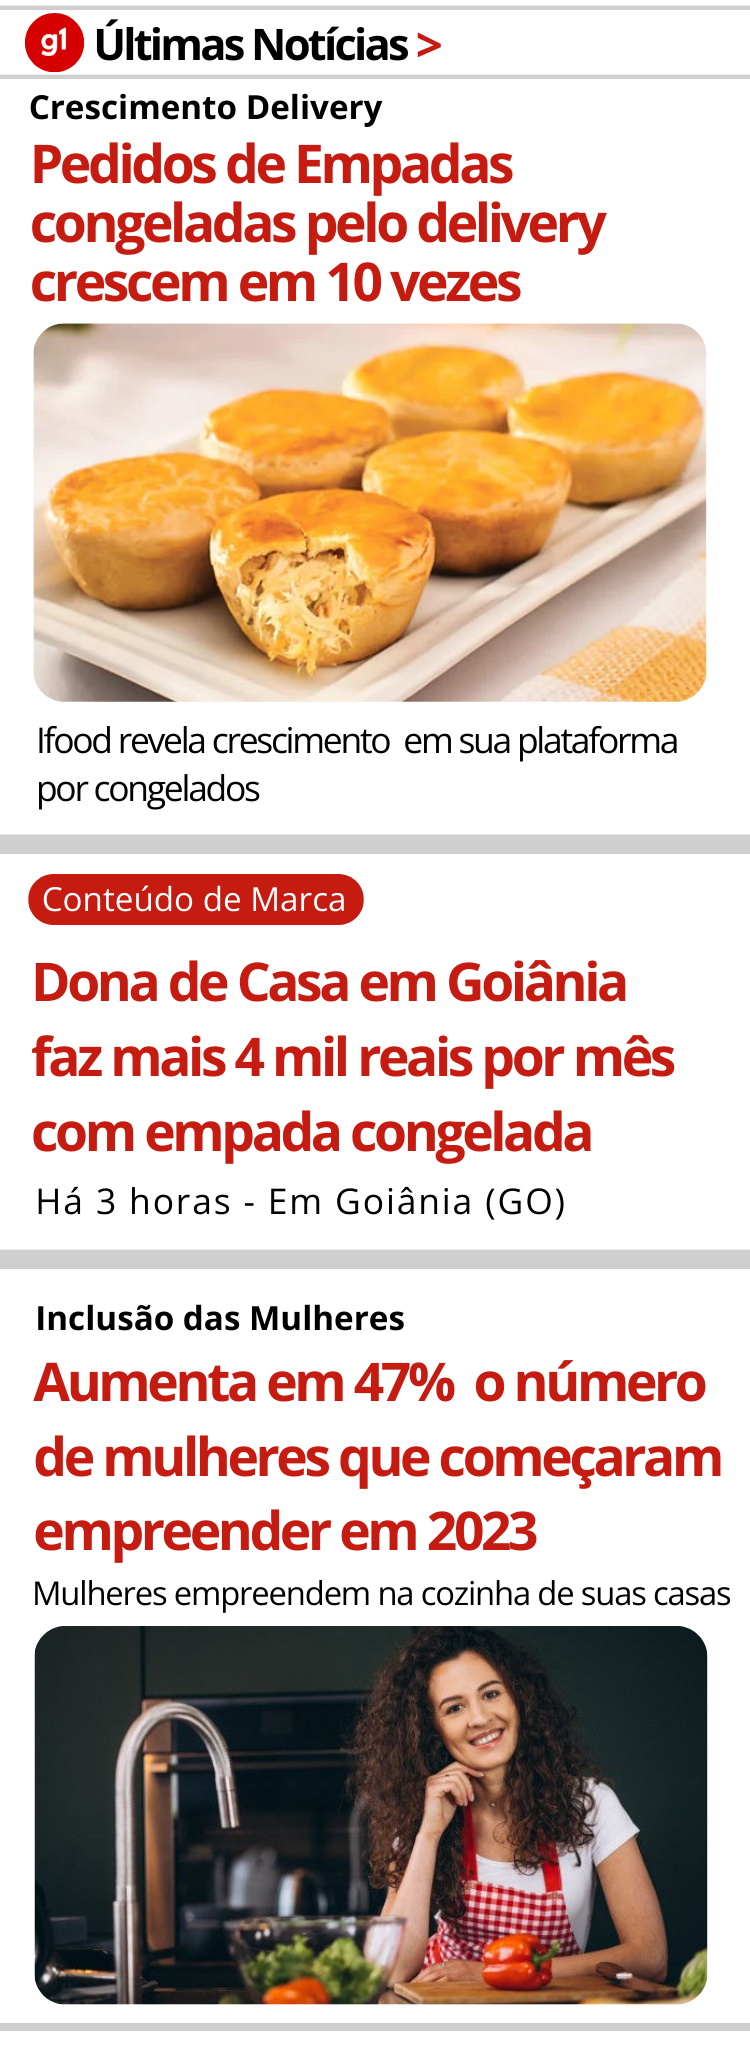 g1 Últimas Notícias >
Crescimento Delivery
Pedidos de Empadas
congeladas pelo delivery
crescem em 10 vezes
Ifood revela crescimento em sua plataforma
por congelados
Conteúdo de Marca
Dona de Casa em Goiânia
faz mais 4 mil reais por mês
com empada congelada
Há 3 horas - Em Goiânia (GO)
Inclusão das Mulheres
Aumenta em 47% o número
de mulheres que começaram
empreender em 2023
Mulheres empreendem na cozinha de suas casas